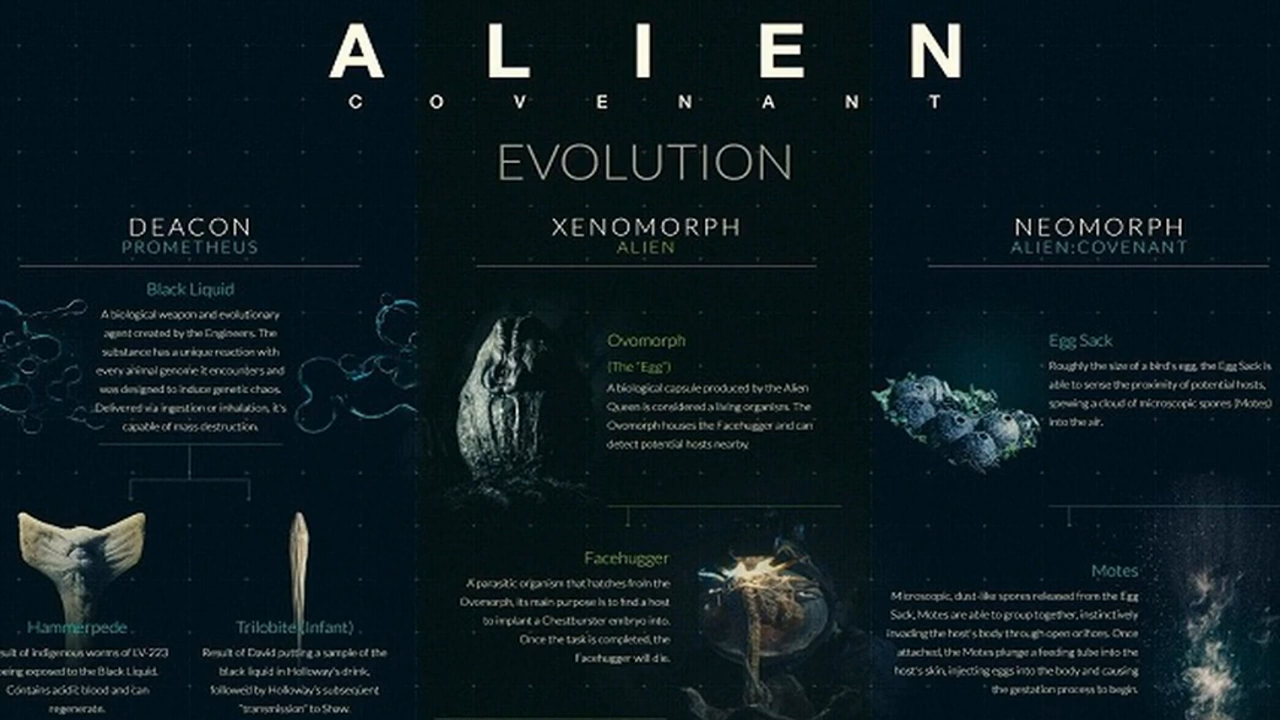 ALIEN
COVENANT
EVOLUTION
DEACON
PROMETHEUS
Black Liquid
A biological weapon and evolutionary
agent created by the Engineers. The
substance has a unique reaction with
every animal genome it encounters and
was designed to induce genetic chaos.
Delivered via ingestion or inhalation, it's
capable of mass destruction.
Hammerpede
sult of indigenous worms of LV-223
eing exposed to the Black Liquid.
Contains acidic blood and can
regenerate.
Trilobite (Infant)
Result of David putting a sample of the
black liquid in Holloway's drink,
followed by Holloway's subsequent
"transmission" to Shaw.
XENOMORPH
ALIEN
Ovomorph
(The "Egg")
A biological capsule produced by the Alien
Queen is considered a living organism. The
Ovomorph houses the Facehugger and can
detect potential hosts nearby.
Facehugger
A parasitic organism that hatches from the
Ovomorph, its main purpose is to find a host
to implant a Chestburster embryo into.
Once the task is completed, the
Facehugger will die.
NEOMORPH
ALIEN:COVENANT
Egg Sack
Roughly the size of a bird's egg, the Egg Sack is
able to sense the proximity of potential hosts,
spewing a cloud of microscopic spores (Motes)
into the air.
Motes
Microscopic, dust-like spores released from the Egg
Sack, Motes are able to group together, instinctively
invading the host's body through open orifices. Once
attached, the Motes plunge a feeding tube into the
host's skin, injecting eggs into the body and causing
the gestation process to begin.